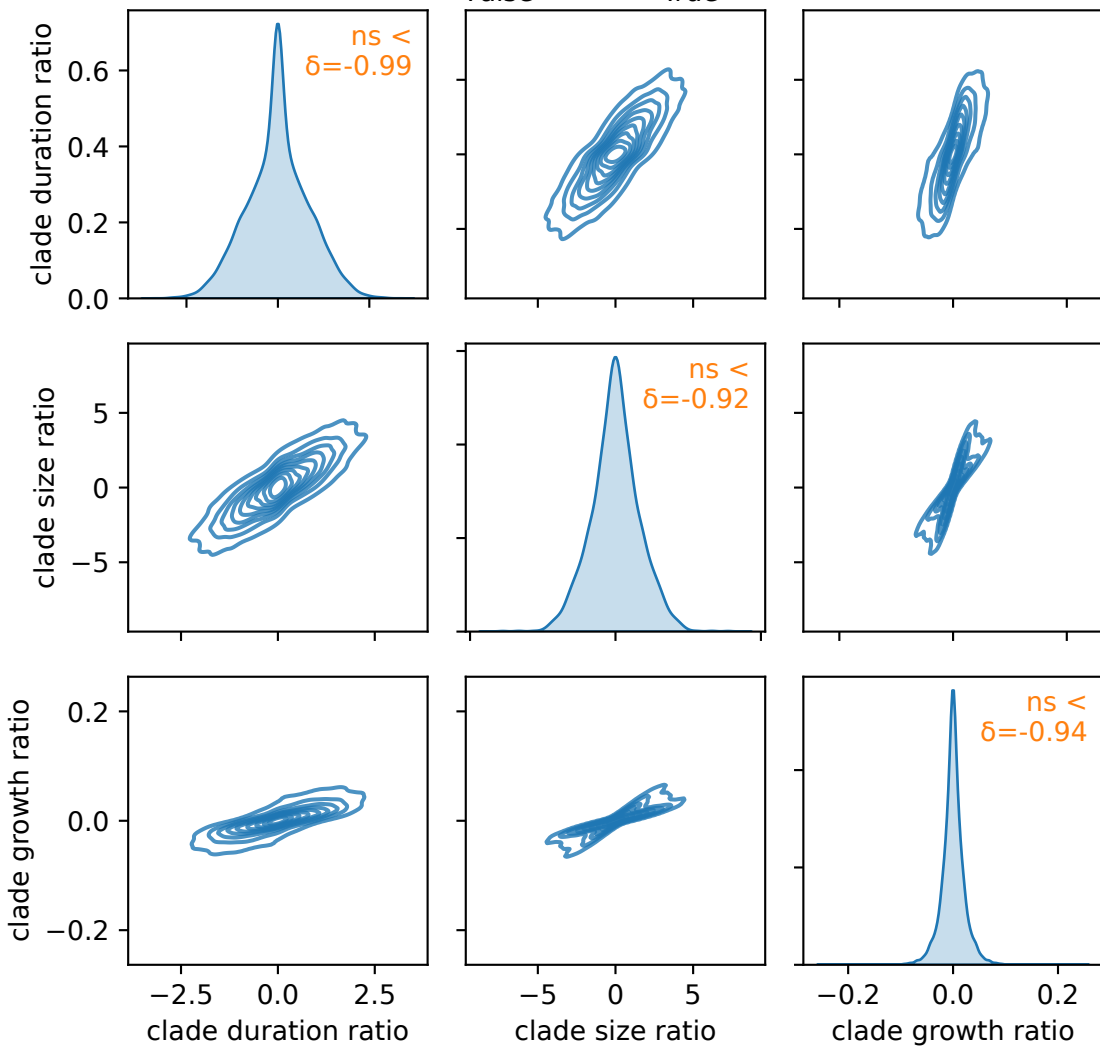 clade duration ratio
0.6
0.4
0.2
0.0
ns <
δ=-0.99
clade size ratio
5
0
−5
ns <
δ=-0.92
clade growth ratio
0.2
0.0
−0.2
ns <
δ=-0.94
−2.5 0.0 2.5
−5 0 5
−0.2 0.0 0.2
clade duration ratio
clade size ratio
clade growth ratio